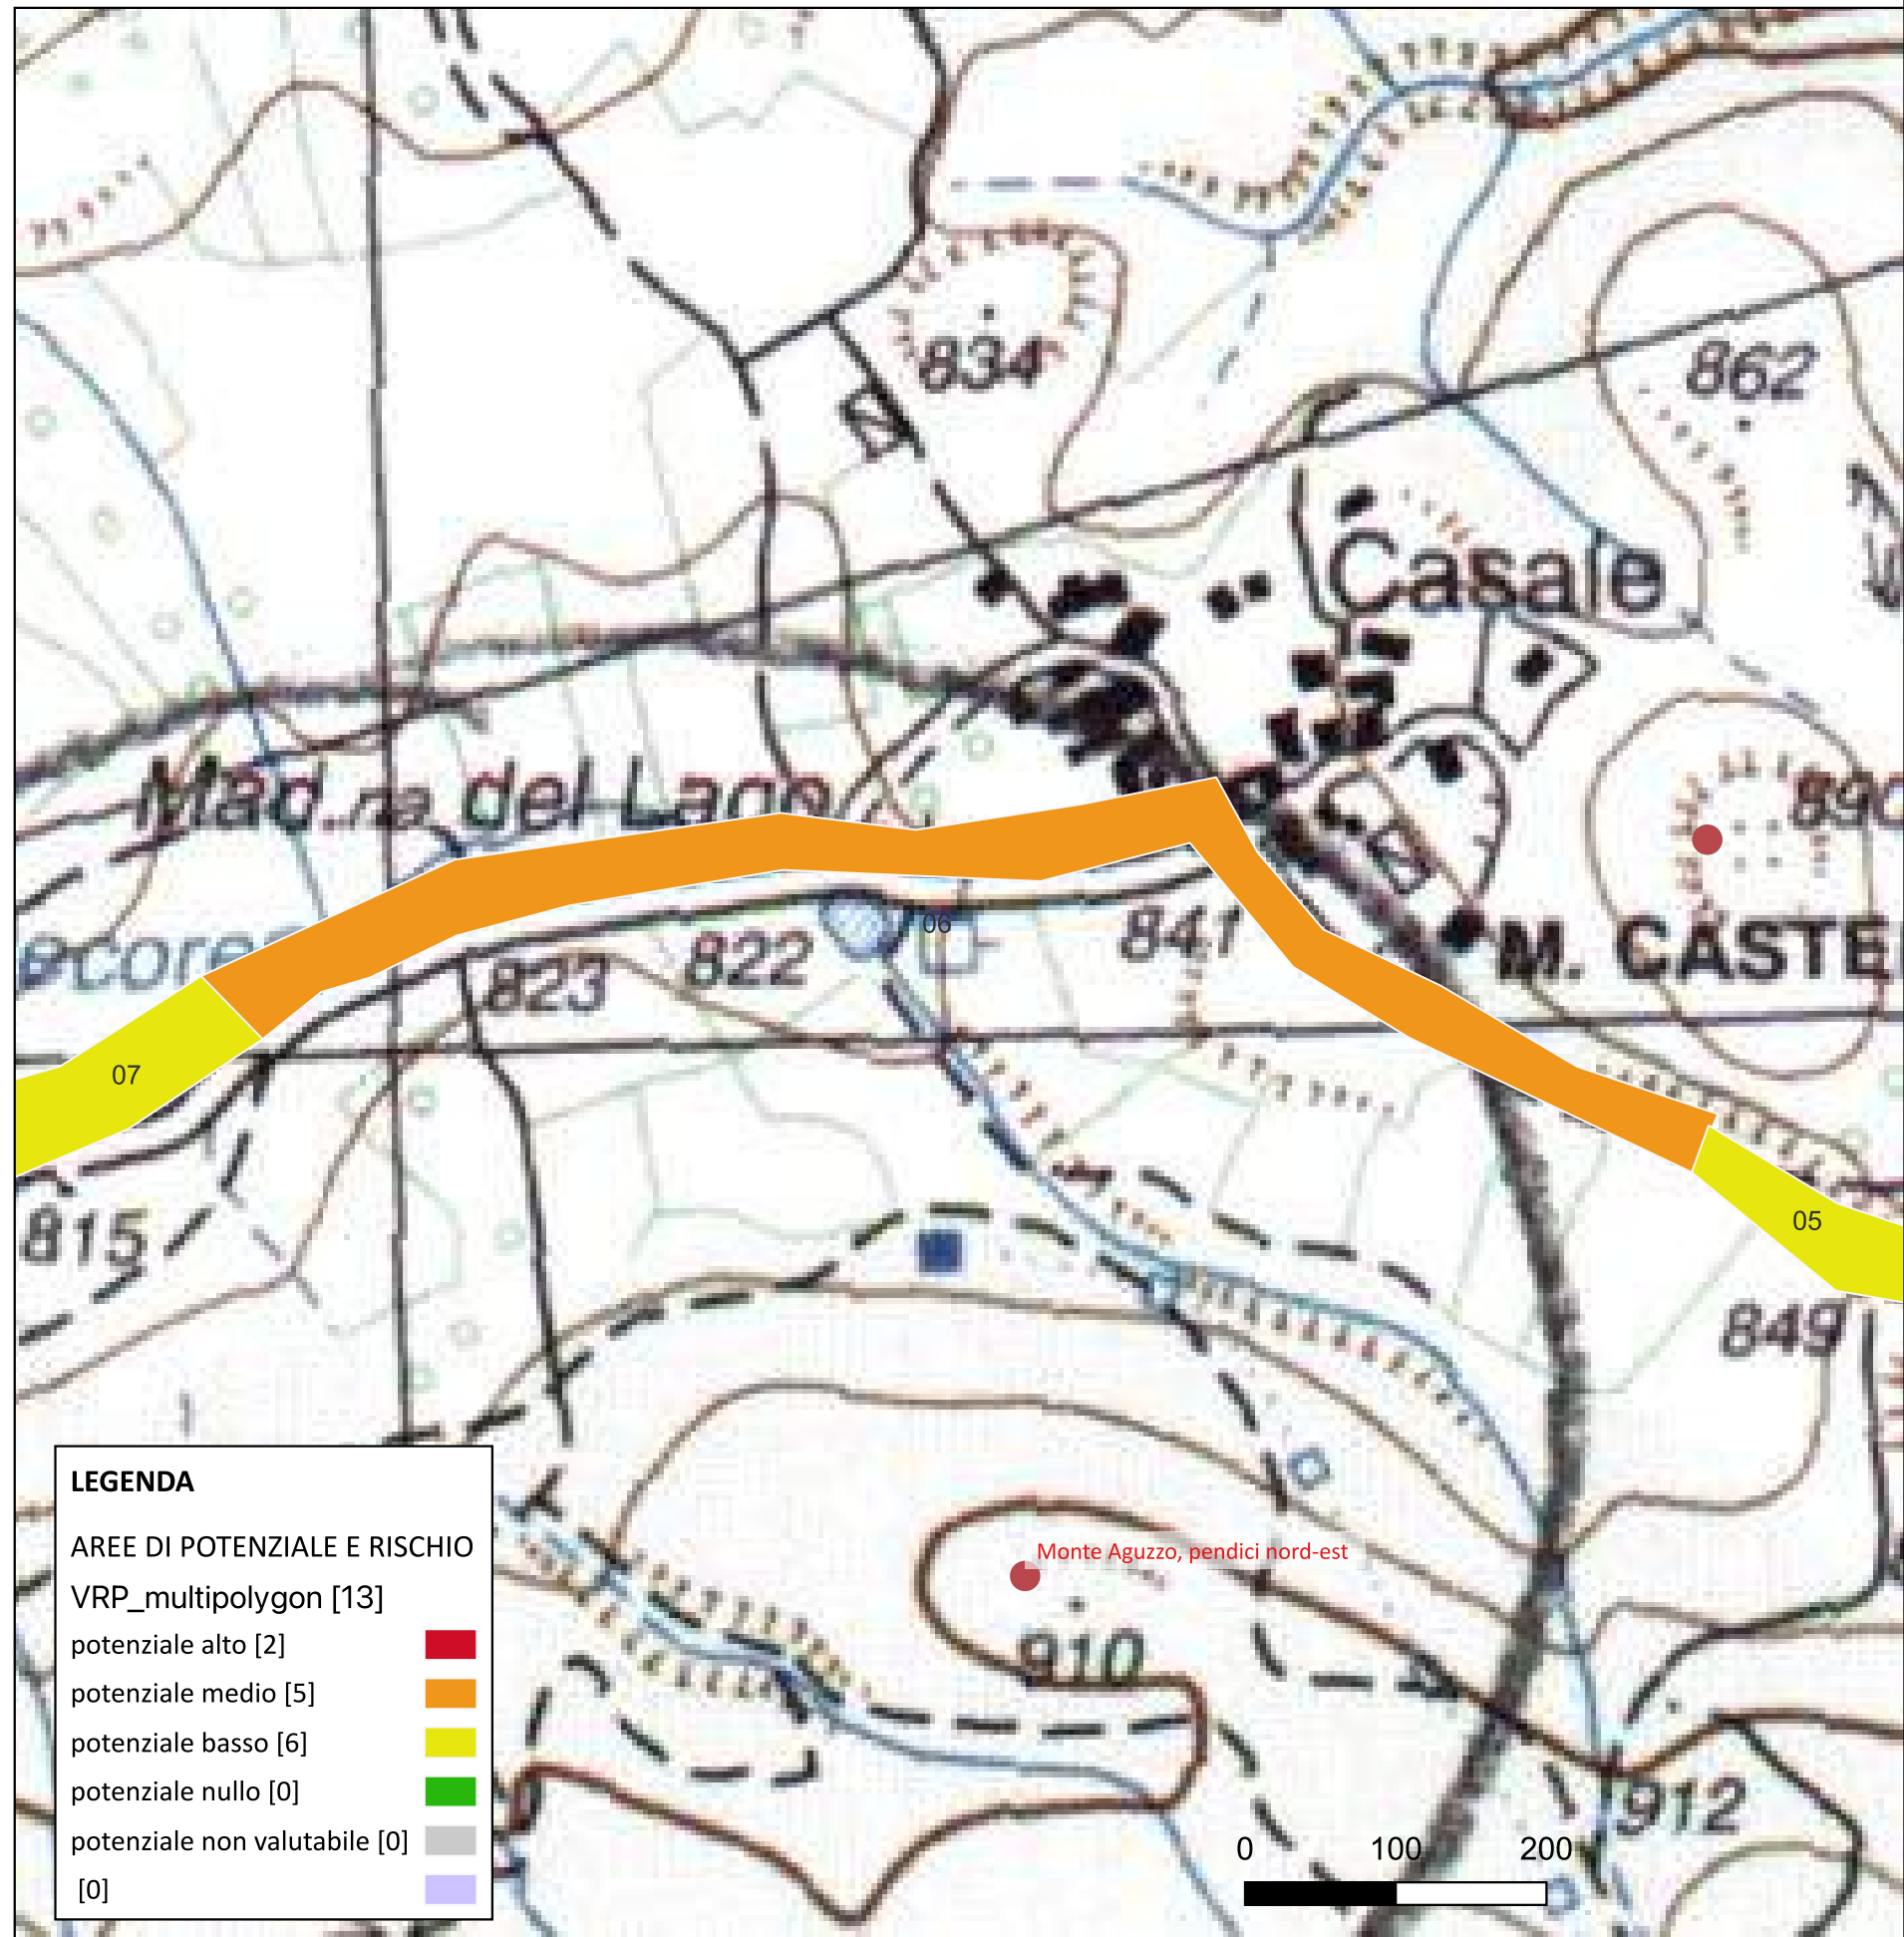 834
862
Casale
Mad.na del Lago
890
06
841
822
823
M. CASTE
07
05
815
849
Monte Aguzzo, pendici nord-est
910
912
LEGENDA
AREE DI POTENZIALE E RISCHIO
VRP_multipolygon [13]
potenziale alto [2]
potenziale medio [5]
potenziale basso [6]
potenziale nullo [0]
potenziale non valutabile [0]
[0]
0 100 200